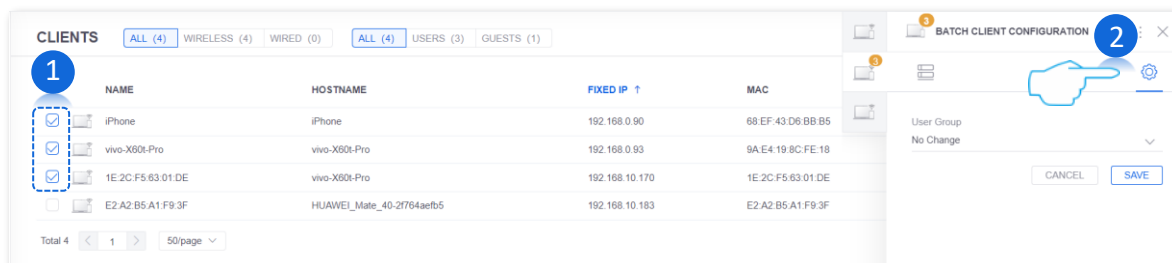 CLIENTS ALL (4) WIRELESS (4) WIRED (0) ALL (4) USERS (3) GUESTS (1)
3 BATCH CLIENT CONFIGURATION 2
1
3
NAME HOSTNAME FIXED IP ↑ MAC
iPhone iPhone 192.168.0.90 68:EF:43:D6:BB:B5
User Group
vivo-X60t-Pro vivo-X60t-Pro 192.168.0.93 9A:E4:19:8C:FE:18
No Change
1E:2C:F5:63:01:DE vivo-X60t-Pro 192.168.10.170 1E:2C:F5:63:01:DE
CANCEL SAVE
E2:A2:B5:A1:F9:3F HUAWEI_Mate_40-2f764aefb5 192.168.10.183 E2:A2:B5:A1:F9:3F
Total 4 < 1 > 50/page